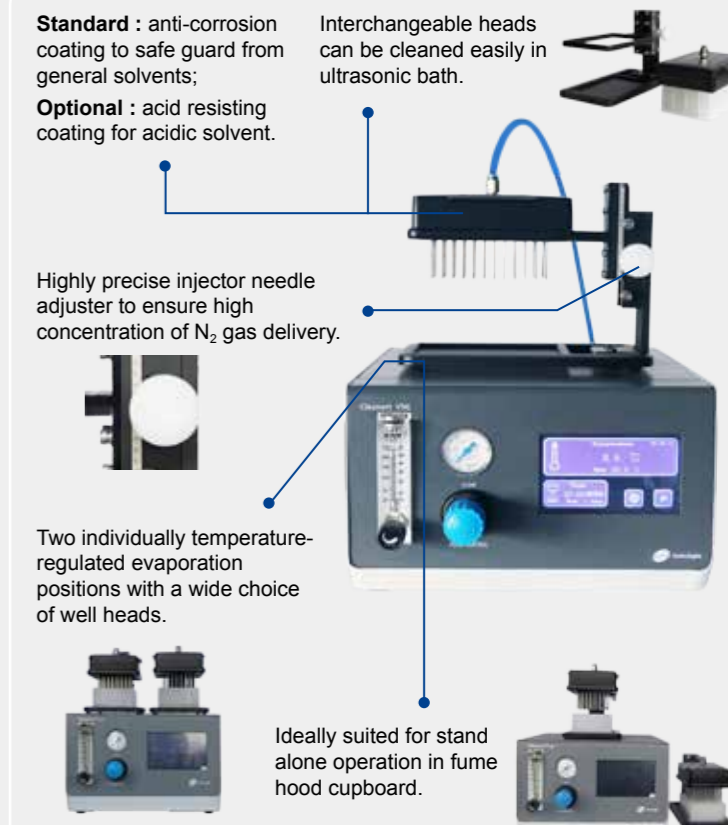 Standard : anti-corrosion
coating to safe guard from
general solvents;
Optional : acid resisting
coating for acidic solvent.
Interchangeable heads
can be cleaned easily in
ultrasonic bath.
Highly precise injector needle
adjuster to ensure high
concentration of N₂ gas delivery.
Two individually temperature-
regulated evaporation
positions with a wide choice
of well heads.
Ideally suited for stand
alone operation in fume
hood cupboard.